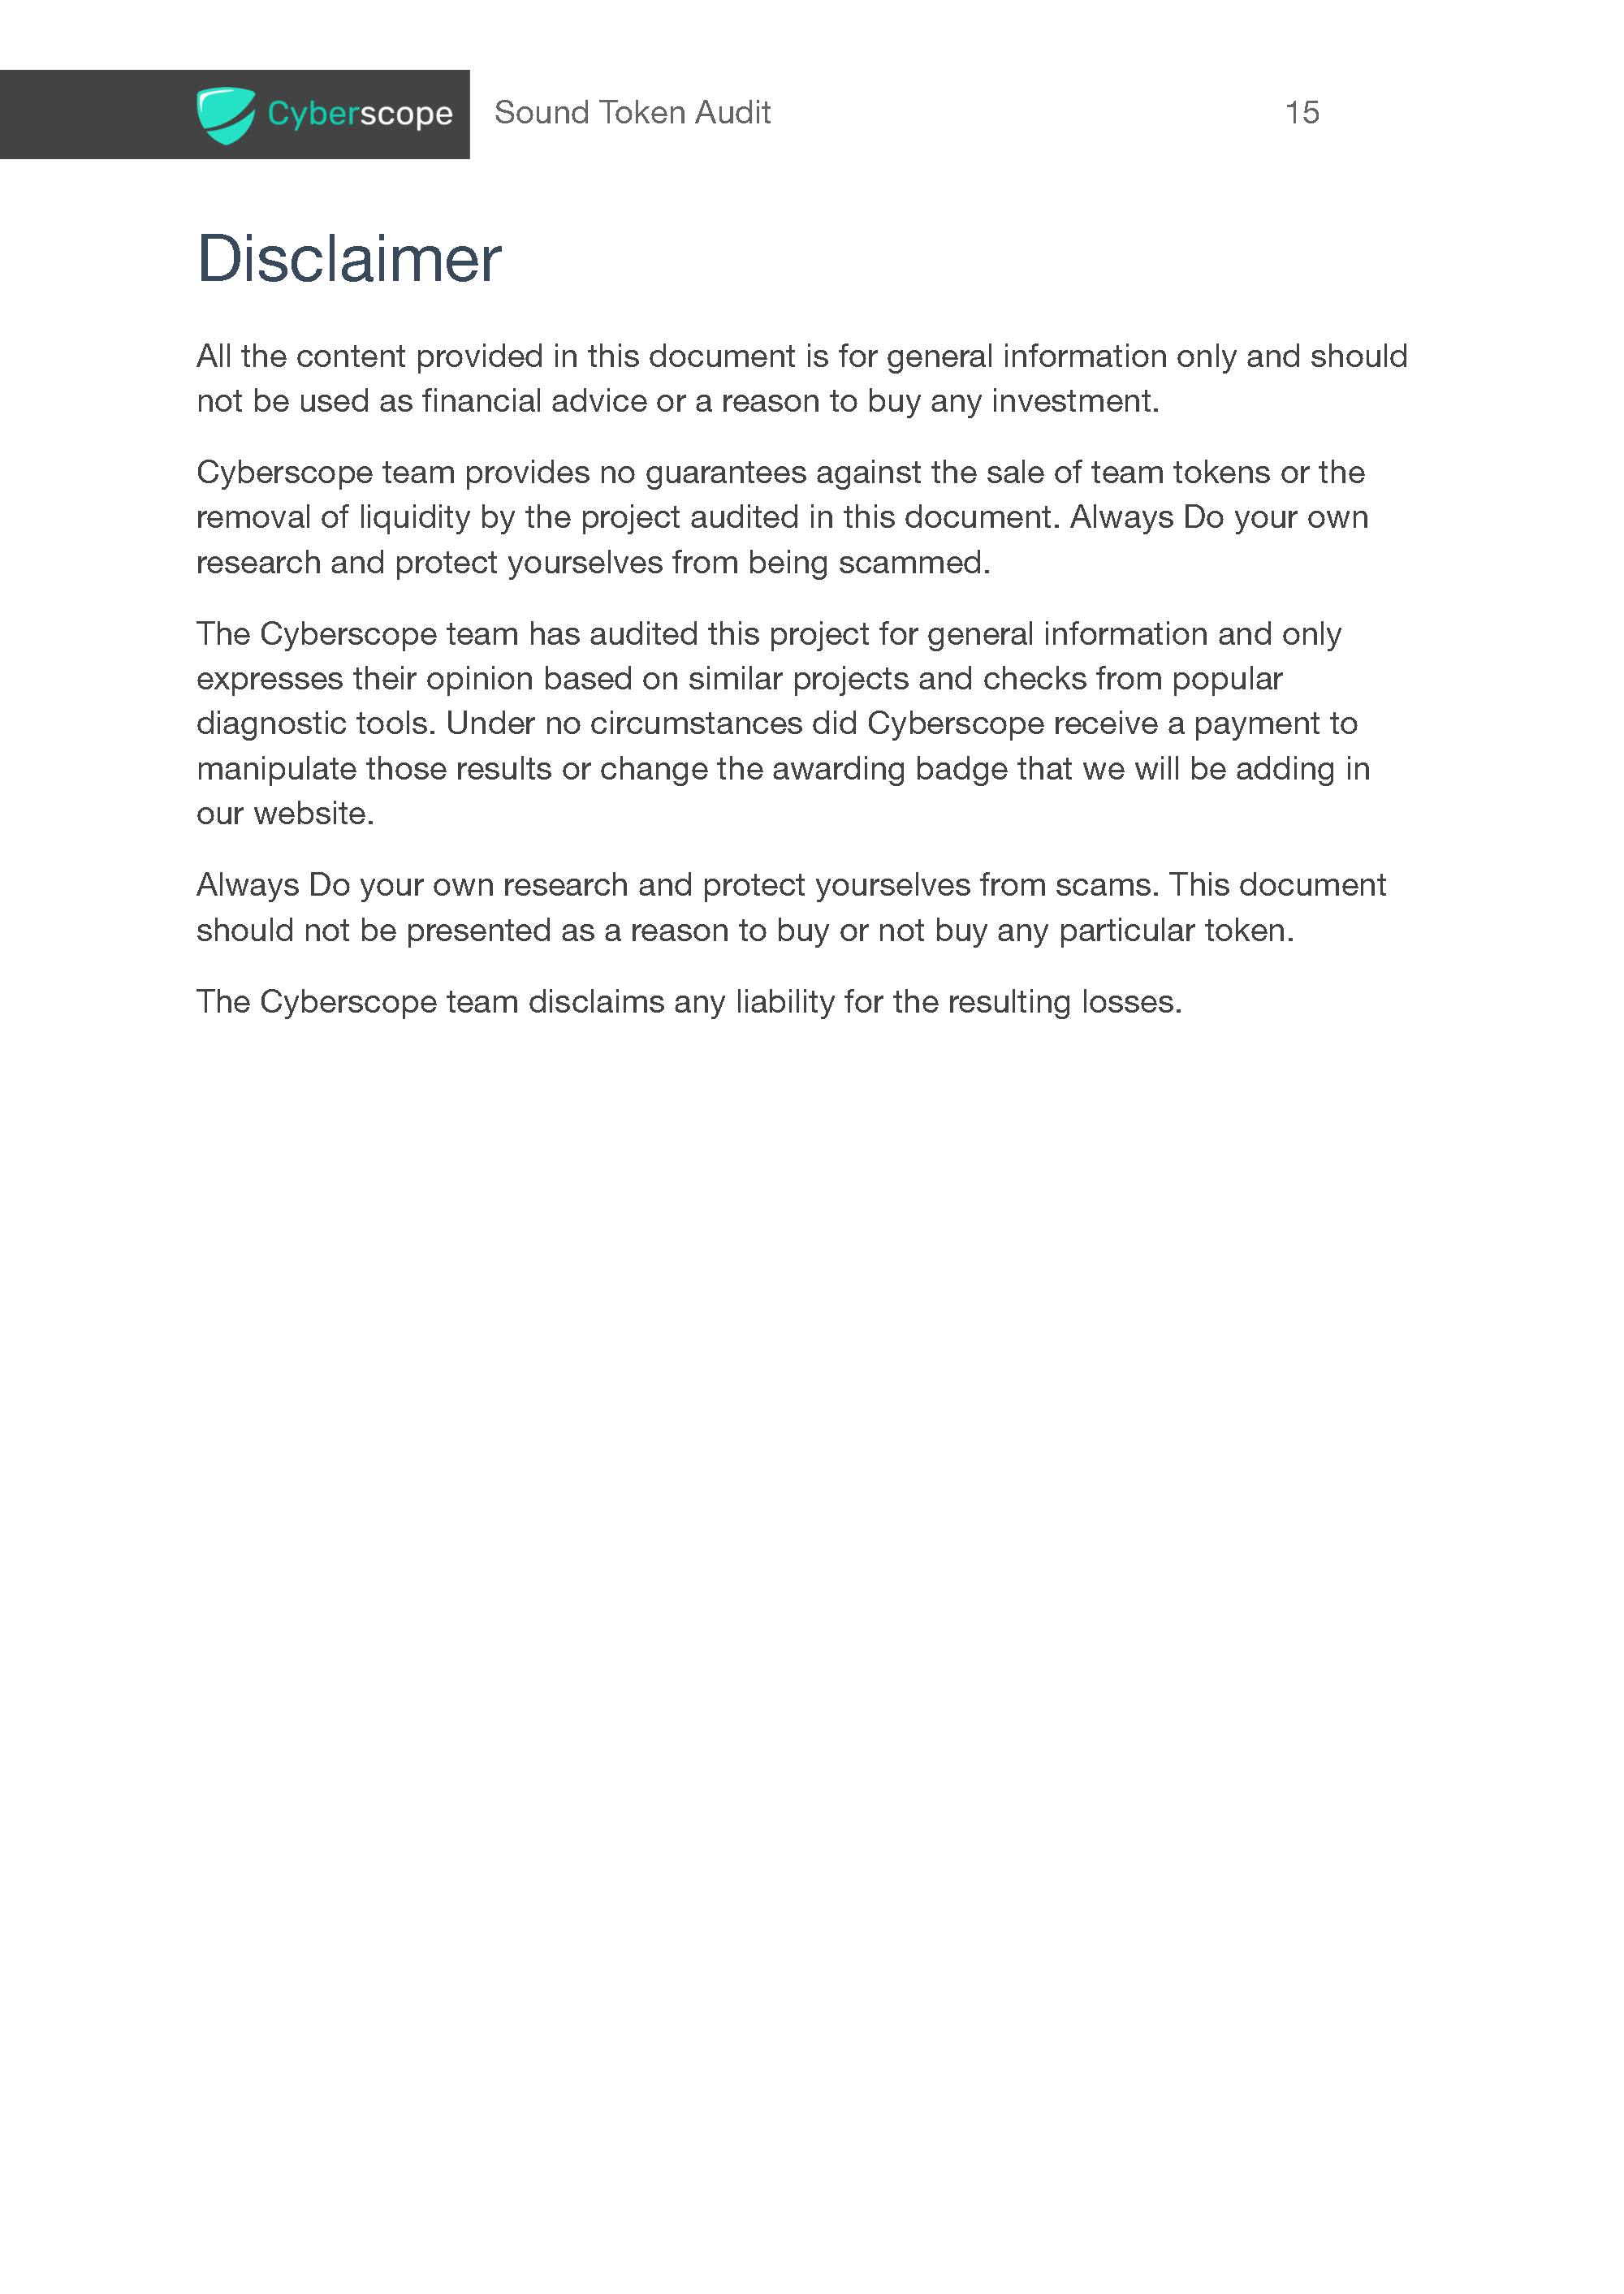 Cyberscope
Sound Token Audit
15
Disclaimer
All the content provided in this document is for general information only and should
not be used as financial advice or a reason to buy any investment.
Cyberscope team provides no guarantees against the sale of team tokens or the
removal of liquidity by the project audited in this document. Always Do your own
research and protect yourselves from being scammed.
The Cyberscope team has audited this project for general information and only
expresses their opinion based on similar projects and checks from popular
diagnostic tools. Under no circumstances did Cyberscope receive a payment to
manipulate those results or change the awarding badge that we will be adding in
our website.
Always Do your own research and protect yourselves from scams. This document
should not be presented as a reason to buy or not buy any particular token.
The Cyberscope team disclaims any liability for the resulting losses.